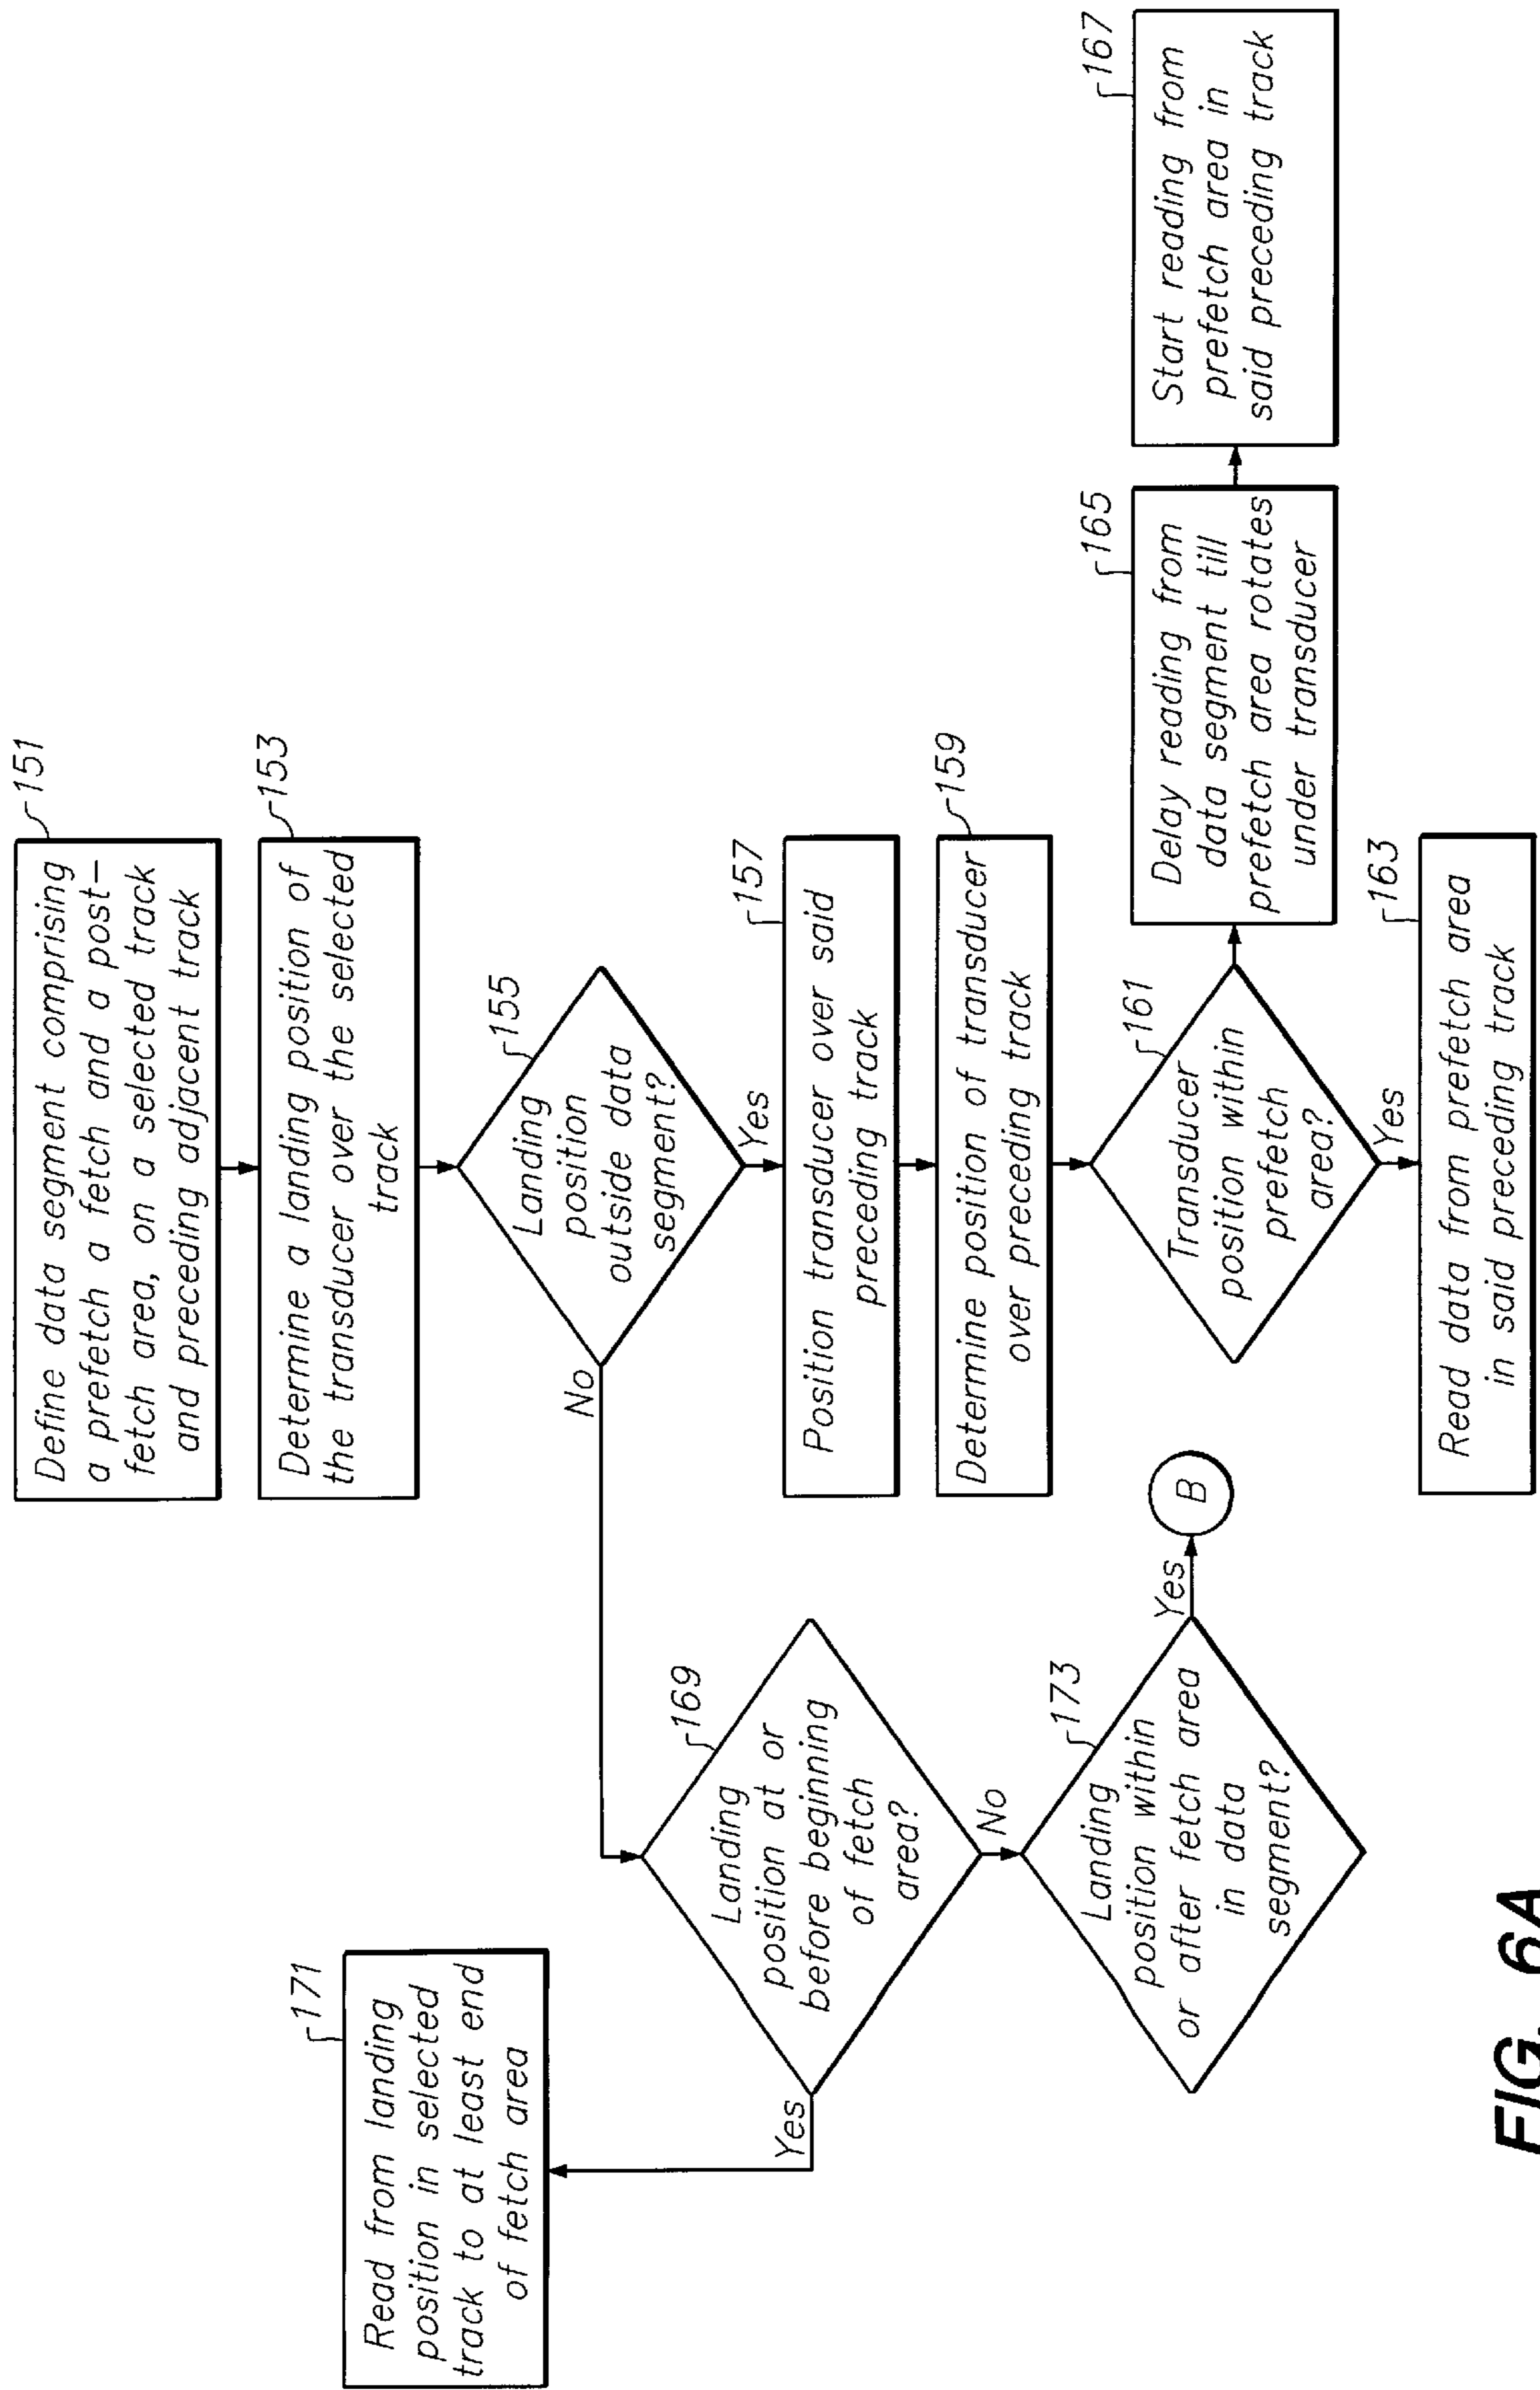 151
Define data segment comprising
a prefetch a fetch and a post–
fetch area, on a selected track
and preceding adjacent track
153
Determine a landing position of
the transducer over the selected
track
155
Landing
position
outside data
segment?
No
Yes
157
Position transducer over said
preceding track
159
Determine position of transducer
over preceding track
161
Transducer
position within
prefetch
area?
Yes
163
Read data from prefetch area
in said preceding track
165
Delay reading from
data segment till
prefetch area rotates
under transducer
167
Start reading from
prefetch area in
said preceding track
169
Landing
position at or
before beginning
of fetch
area?
Yes
No
171
Read from landing
position in selected
track to at least end
of fetch area
173
Landing
position within
or after fetch area
in data
segment?
Yes
B
FIG. 6A